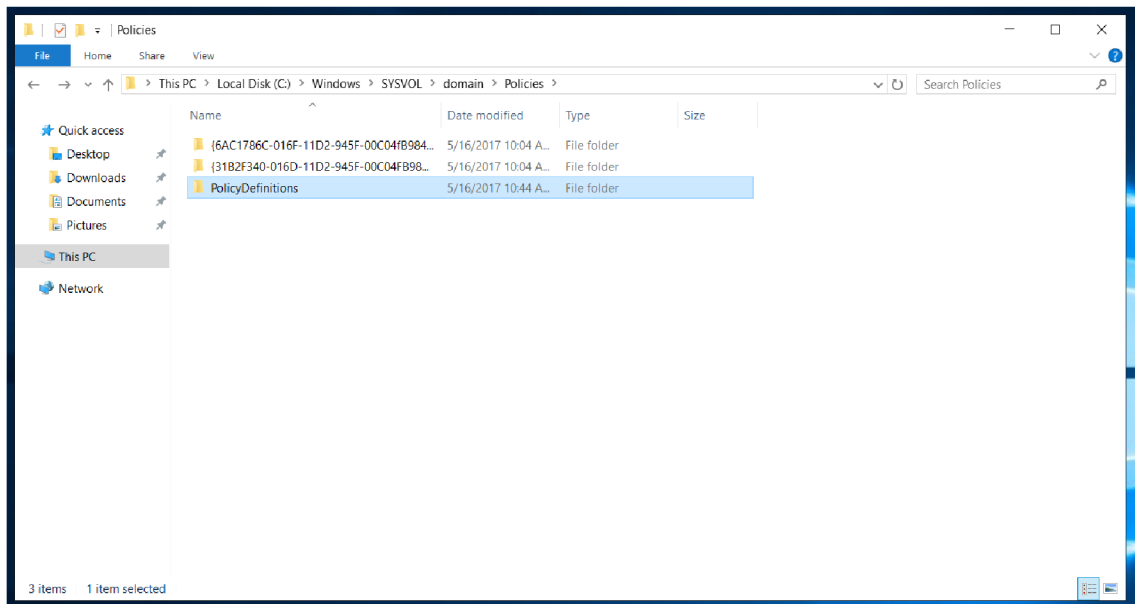 Policies
File Home Share View
This PC > Local Disk (C:) > Windows > SYSVOL > domain > Policies >
Search Policies
Name Date modified Type Size
Quick access
Desktop
Downloads
Documents
Pictures
This PC
Network
{6AC1786C-016F-11D2-945F-00C04fB984... 5/16/2017 10:04 A... File folder
{31B2F340-016D-11D2-945F-00C04FB98... 5/16/2017 10:04 A... File folder
PolicyDefinitions 5/16/2017 10:44 A... File folder
3 items 1 item selected